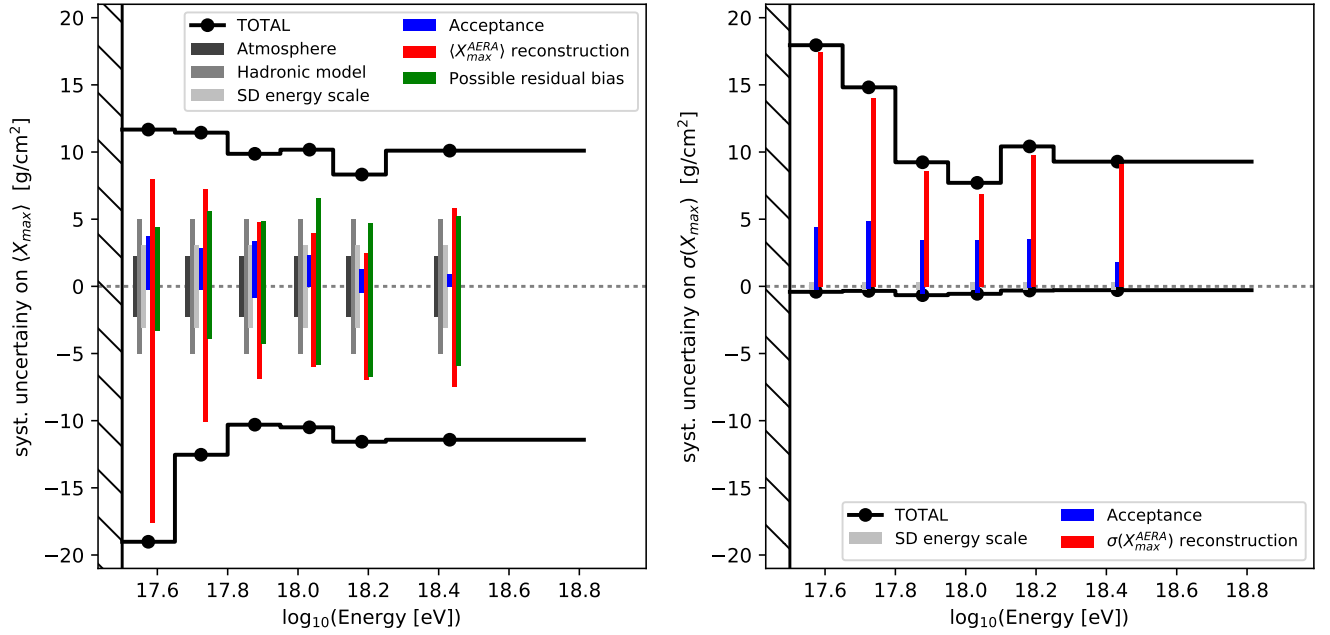 syst. uncertainy on ⟨X_max⟩ [g/cm²]
20
15
10
5
0
−5
−10
−15
−20
TOTAL
Atmosphere
Hadronic model
SD energy scale
Acceptance
⟨X_max^AERA⟩ reconstruction
Possible residual bias
17.6 17.8 18.0 18.2 18.4 18.6 18.8
log₁₀(Energy [eV])
syst. uncertainy on σ(X_max) [g/cm²]
20
15
10
5
0
−5
−10
−15
−20
TOTAL
SD energy scale
Acceptance
σ(X_max^AERA) reconstruction
17.6 17.8 18.0 18.2 18.4 18.6 18.8
log₁₀(Energy [eV])